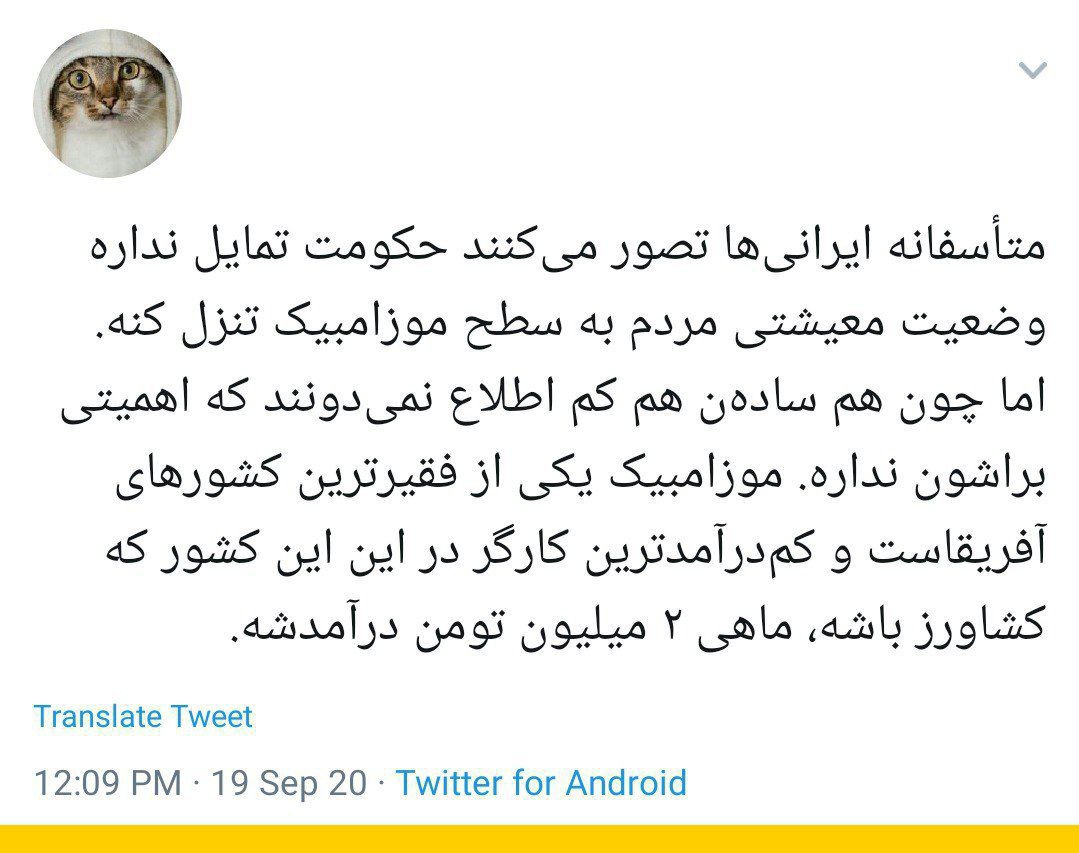 متأسفانه ایرانی‌ها تصور می‌کنند حکومت تمایل نداره
وضعیت معیشتی مردم به سطح موزامبیک تنزل کنه.
اما چون هم ساده‌ن هم کم اطلاع نمی‌دونند که اهمیتی
براشون نداره. موزامبیک یکی از فقیرترین کشورهای
آفریقاست و کم‌درآمدترین کارگر در این این کشور که
کشاورز باشه، ماهی ۲ میلیون تومن درآمدشه.
Translate Tweet
12:09 PM · 19 Sep 20 · Twitter for Android